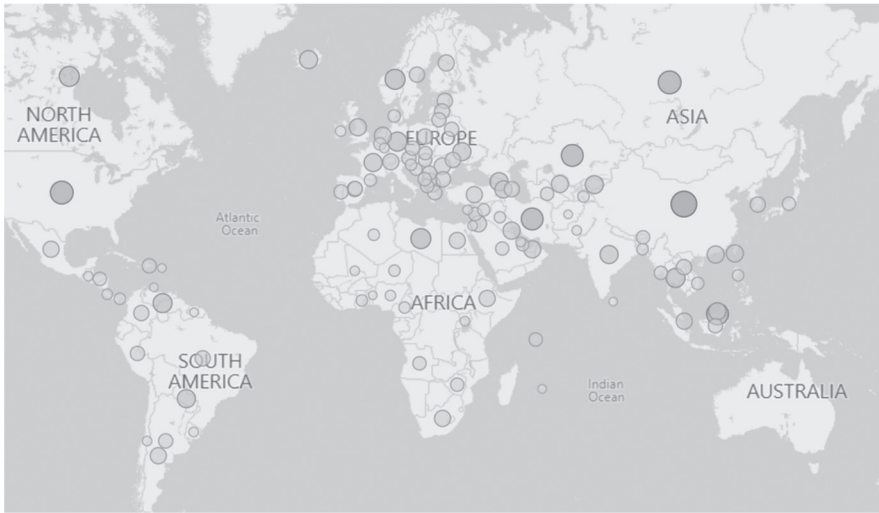 NORTH
AMERICA
EUROPE
ASIA
Atlantic
Ocean
AFRICA
SOUTH
AMERICA
Indian
Ocean
AUSTRALIA